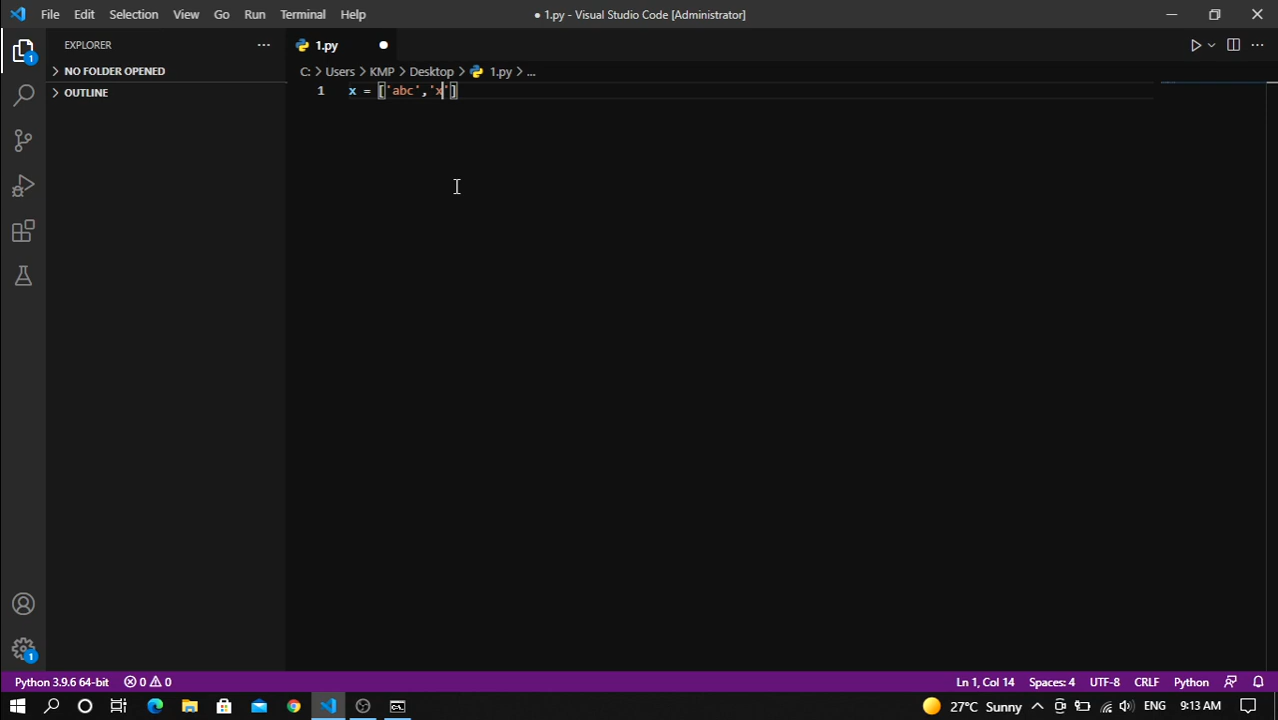 File Edit Selection View Go Run Terminal Help
● 1.py - Visual Studio Code [Administrator]
EXPLORER
1.py
1
NO FOLDER OPENED
OUTLINE
C: > Users > KMP > Desktop > 1.py > ...
1 x = ['abc','x']
1
Python 3.9.6 64-bit 0 0 Ln 1, Col 14 Spaces: 4 UTF-8 CRLF Python
27°C Sunny ENG 9:13 AM